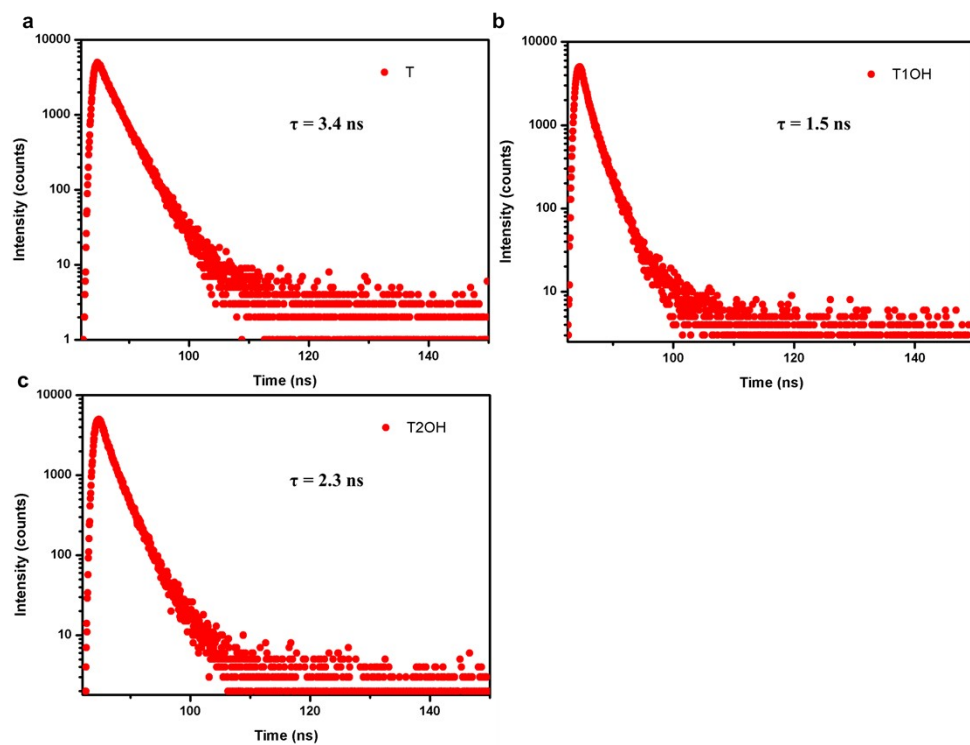 a
10000
1000
100
10
1
Intensity (counts)
T
τ = 3.4 ns
100 120 140
Time (ns)
b
10000
1000
100
10
Intensity (counts)
T1OH
τ = 1.5 ns
100 120 140
Time (ns)
c
10000
1000
100
10
Intensity (counts)
T2OH
τ = 2.3 ns
100 120 140
Time (ns)